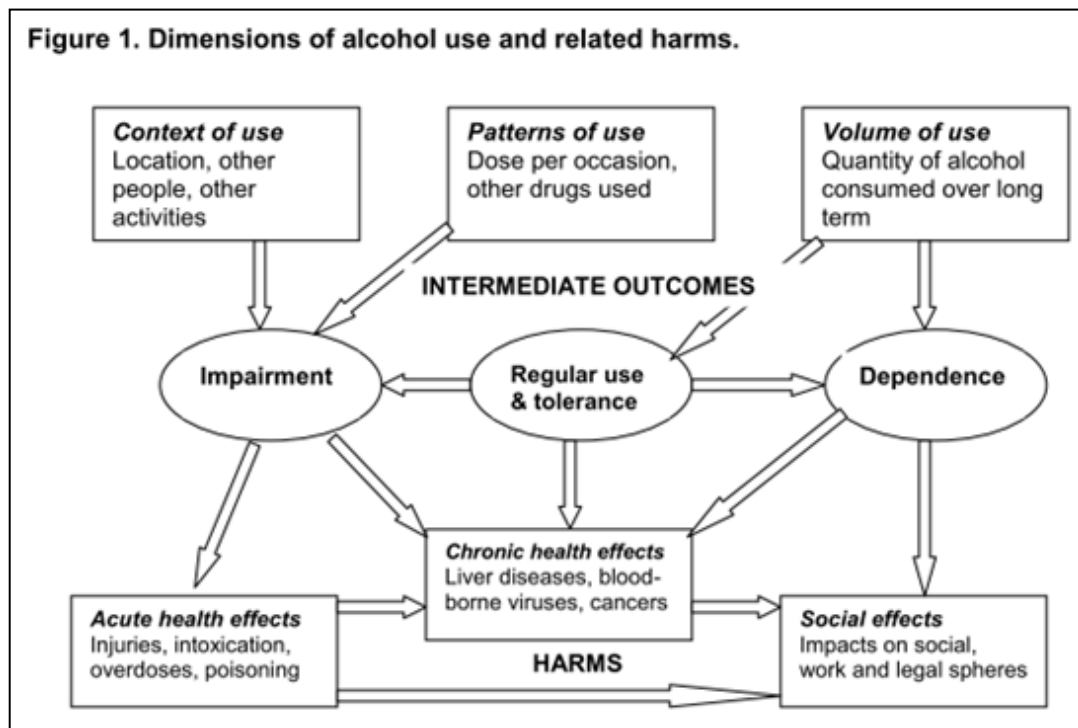 Figure 1. Dimensions of alcohol use and related harms.
Context of use
Location, other
people, other
activities
Patterns of use
Dose per occasion,
other drugs used
Volume of use
Quantity of alcohol
consumed over long
term
INTERMEDIATE OUTCOMES
Impairment
Regular use
& tolerance
Dependence
Chronic health effects
Liver diseases, blood-
borne viruses, cancers
Acute health effects
Injuries, intoxication,
overdoses, poisoning
Social effects
Impacts on social,
work and legal spheres
HARMS